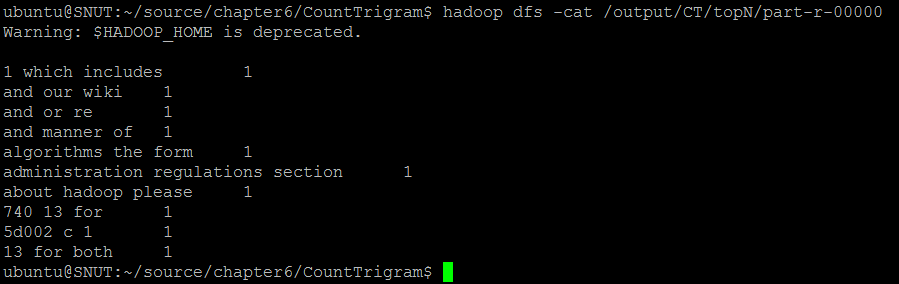 ubuntu@SNUT:~/source/chapter6/CountTrigram$ hadoop dfs -cat /output/CT/topN/part-r-00000
Warning: $HADOOP_HOME is deprecated.
1 which includes 1
and our wiki 1
and or re 1
and manner of 1
algorithms the form 1
administration regulations section 1
about hadoop please 1
740 13 for 1
5d002 c 1 1
13 for both 1
ubuntu@SNUT:~/source/chapter6/CountTrigram$